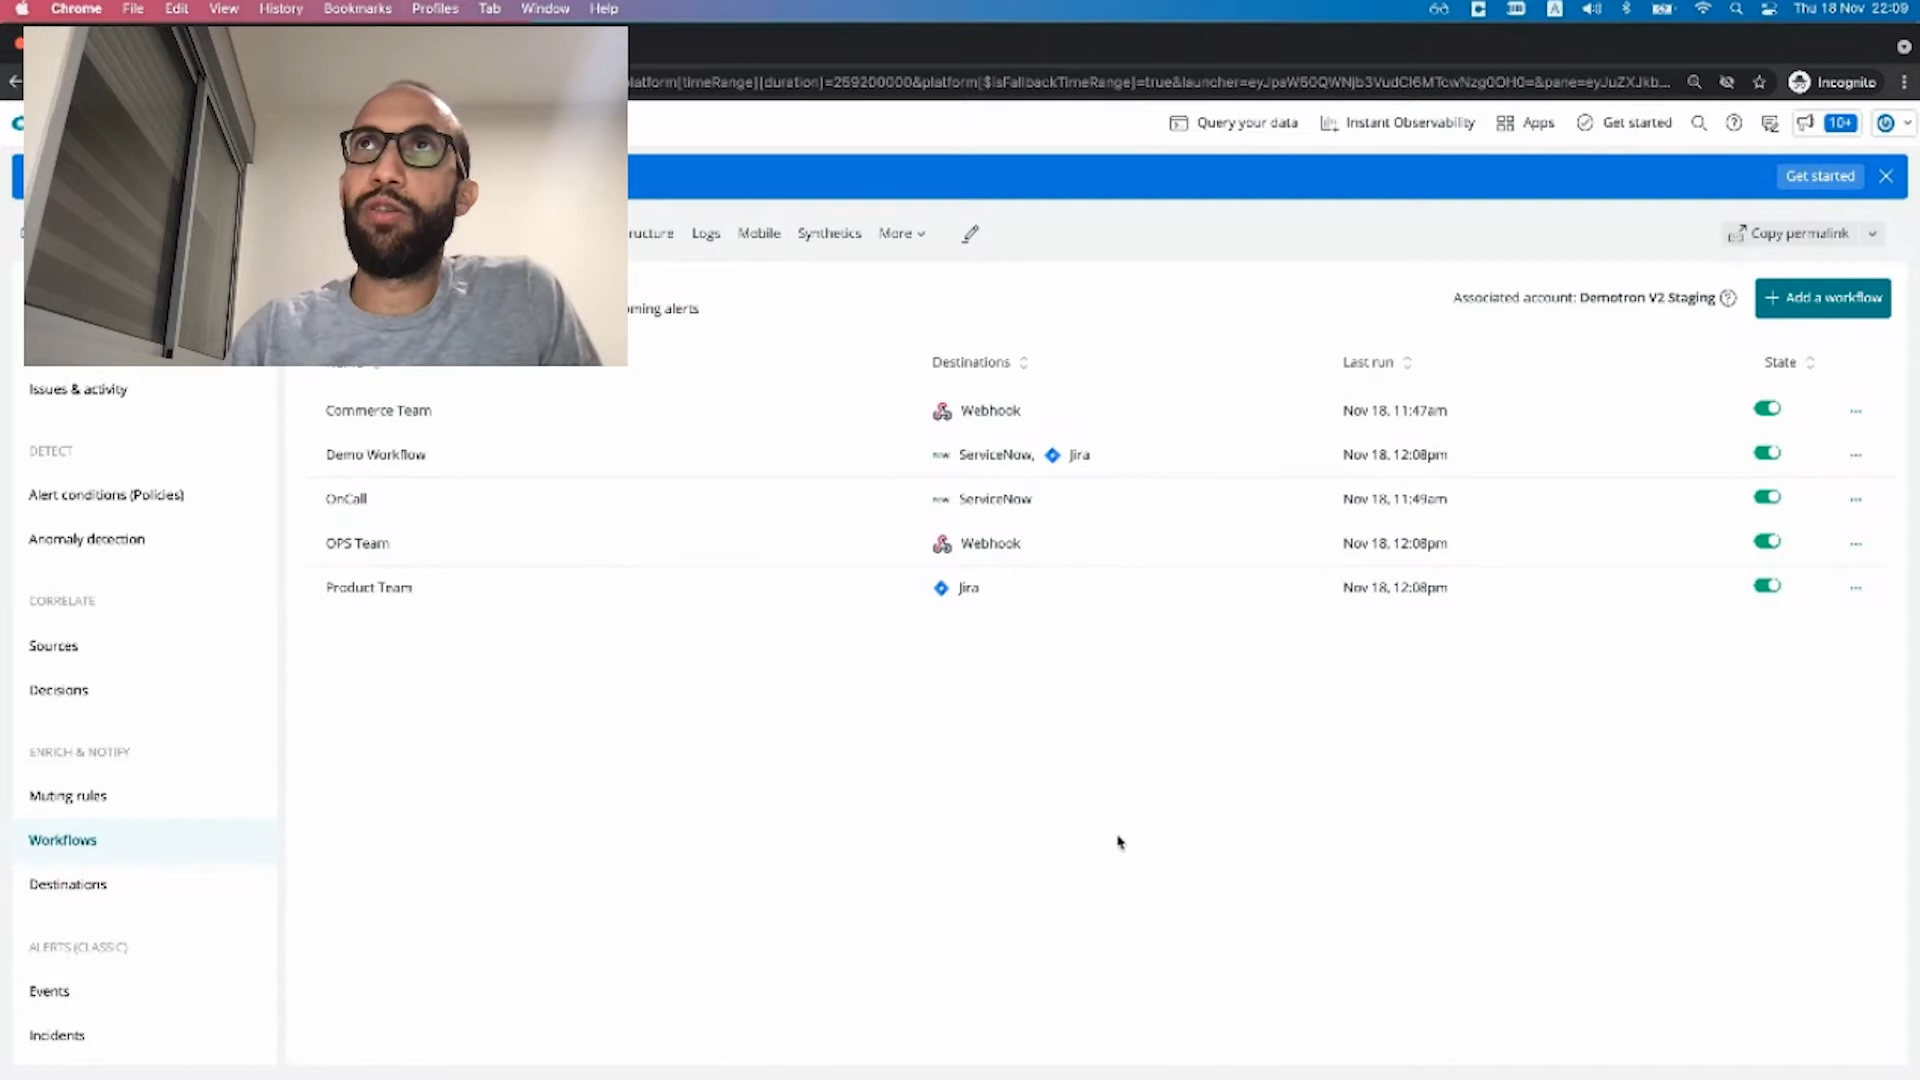 Chrome File Edit View History Bookmarks Profiles Tab Window Help Thu 18 Nov 22:09
Incognito
Query your data Instant Observability Apps Get started 10+
Get started
ructure Logs Mobile Synthetics More Copy permalink
oming alerts Associated account: Demotron V2 Staging + Add a workflow
Destinations Last run State
Issues & activity
Commerce Team Webhook Nov 18, 11:47am
DETECT
Demo Workflow now ServiceNow, Jira Nov 18, 12:08pm
Alert conditions (Policies)
OnCall now ServiceNow Nov 18, 11:49am
Anomaly detection
OPS Team Webhook Nov 18, 12:08pm
Product Team Jira Nov 18, 12:08pm
CORRELATE
Sources
Decisions
ENRICH & NOTIFY
Muting rules
Workflows
Destinations
ALERTS (CLASSIC)
Events
Incidents